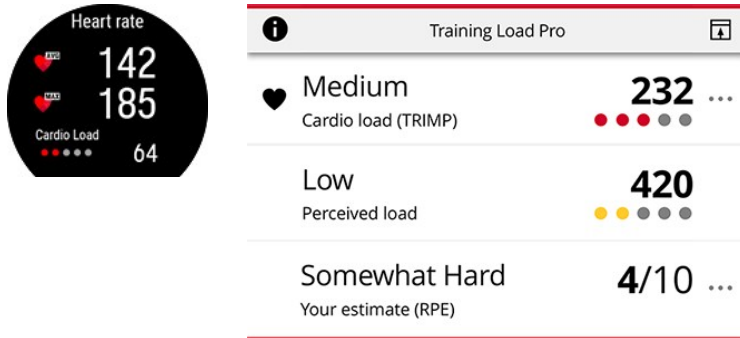 Heart rate
AVG 142
MAX 185
Cardio Load
64
Training Load Pro
Medium 232
Cardio load (TRIMP)
Low 420
Perceived load
Somewhat Hard 4/10
Your estimate (RPE)